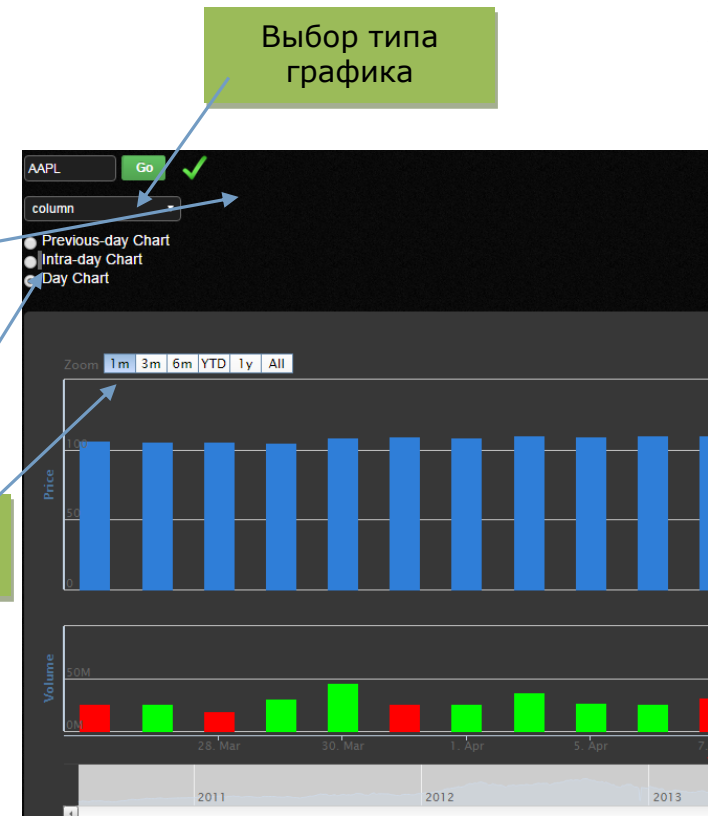 Выбор типа
графика
AAPL Go
column
Previous-day Chart
Intra-day Chart
Day Chart
Zoom 1m 3m 6m YTD 1y All
100
Price
50
0
Volume
50M
0M
28. Mar 30. Mar 1. Apr 5. Apr 7.
2011 2012 2013